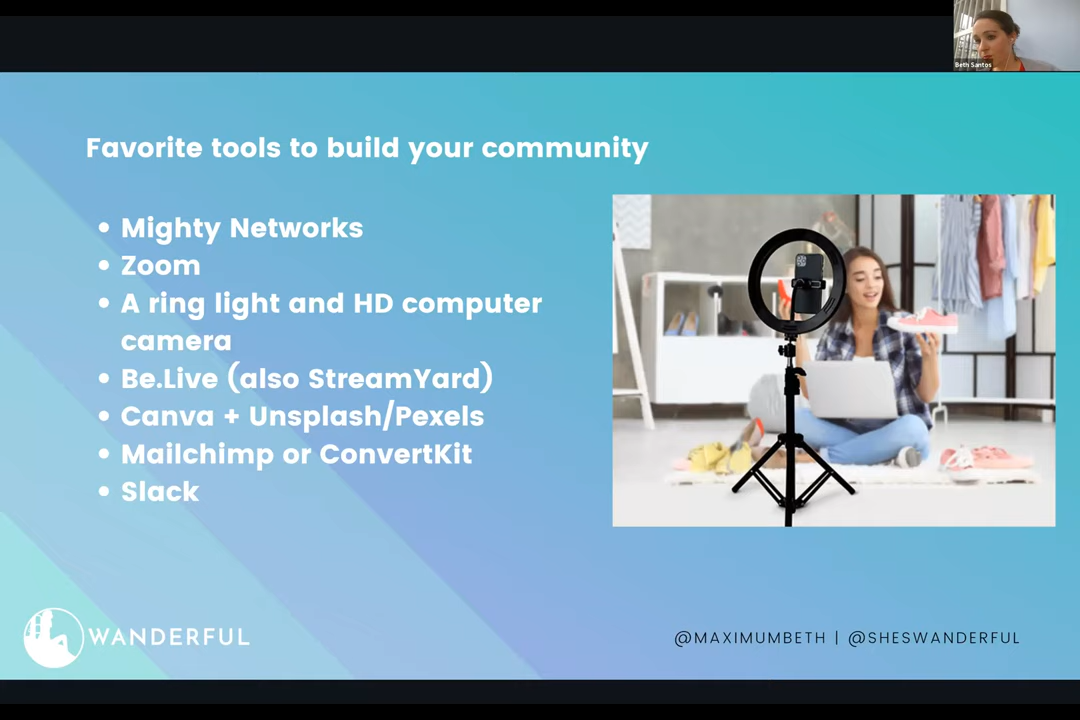 Beth Santos
Favorite tools to build your community
• Mighty Networks
• Zoom
• A ring light and HD computer
camera
• Be.Live (also StreamYard)
• Canva + Unsplash/Pexels
• Mailchimp or ConvertKit
• Slack
WANDERFUL
@MAXIMUMBETH | @SHESWANDERFUL